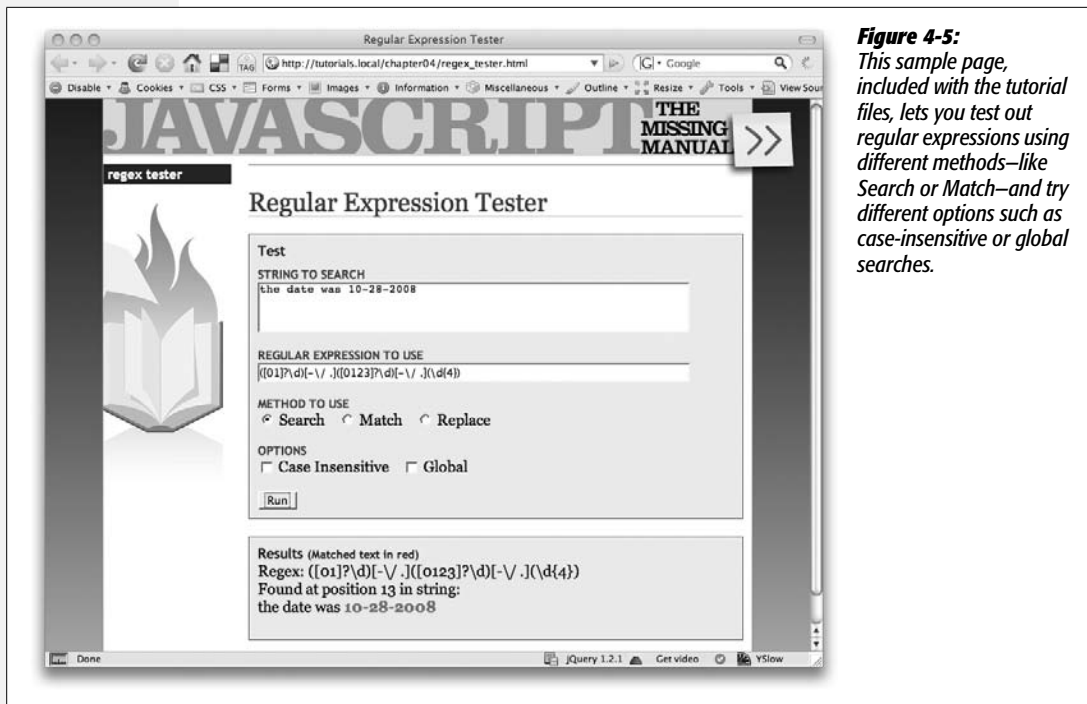 Regular Expression Tester
TAG http://tutorials.local/chapter04/regex_tester.html G Google
Disable Cookies CSS Forms Images Information Miscellaneous Outline Resize Tools View Sour
JAVASCRIPT THE
MISSING
MANUAL
>>
regex tester
Regular Expression Tester
Test
STRING TO SEARCH
the date was 10-28-2008
REGULAR EXPRESSION TO USE
([01]?\d)[-\/ .]([0123]?\d)[-\/ .](\d{4})
METHOD TO USE
Search Match Replace
OPTIONS
Case Insensitive Global
Run
Results (Matched text in red)
Regex: ([01]?\d)[-\/ .]([0123]?\d)[-\/ .](\d{4})
Found at position 13 in string:
the date was 10-28-2008
Done jQuery 1.2.1 Get video YSlow
Figure 4-5:
This sample page,
included with the tutorial
files, lets you test out
regular expressions using
different methods—like
Search or Match—and try
different options such as
case-insensitive or global
searches.